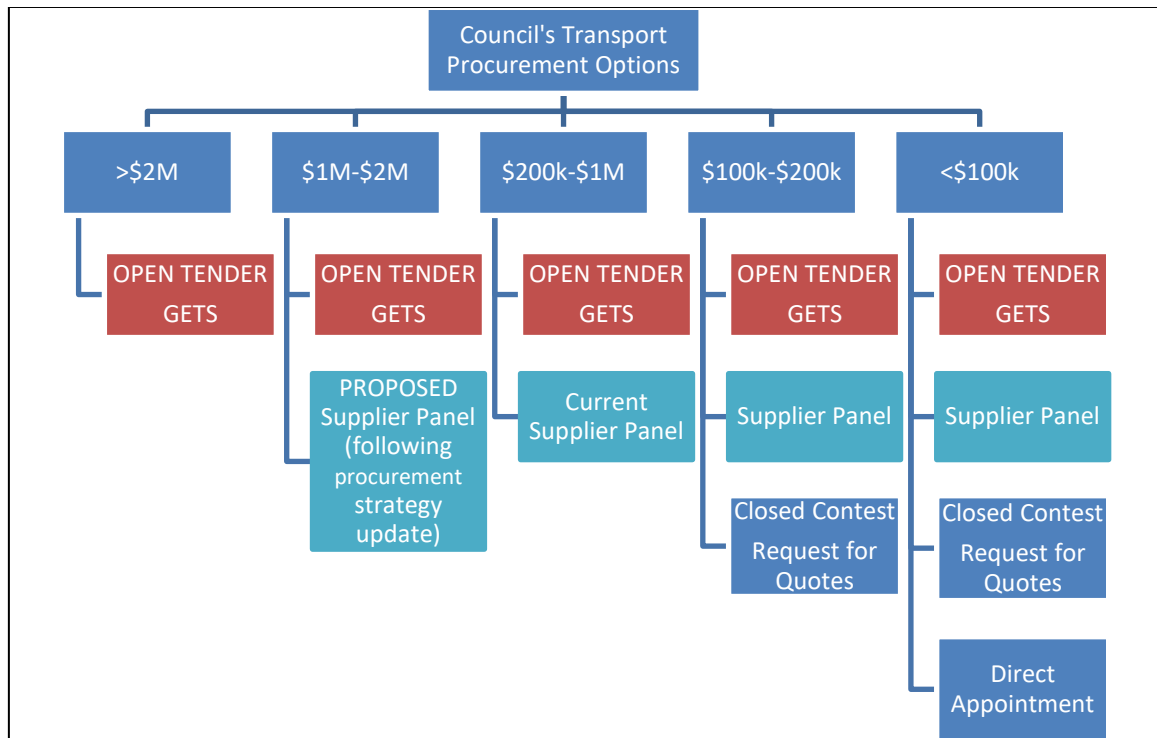 Council's Transport
Procurement Options
>$2M
$1M-$2M
$200k-$1M
$100k-$200k
<$100k
OPEN TENDER
GETS
OPEN TENDER
GETS
OPEN TENDER
GETS
OPEN TENDER
GETS
OPEN TENDER
GETS
PROPOSED
Supplier Panel
(following
procurement
strategy
update)
Current
Supplier Panel
Supplier Panel
Supplier Panel
Closed Contest
Request for
Quotes
Closed Contest
Request for
Quotes
Direct
Appointment